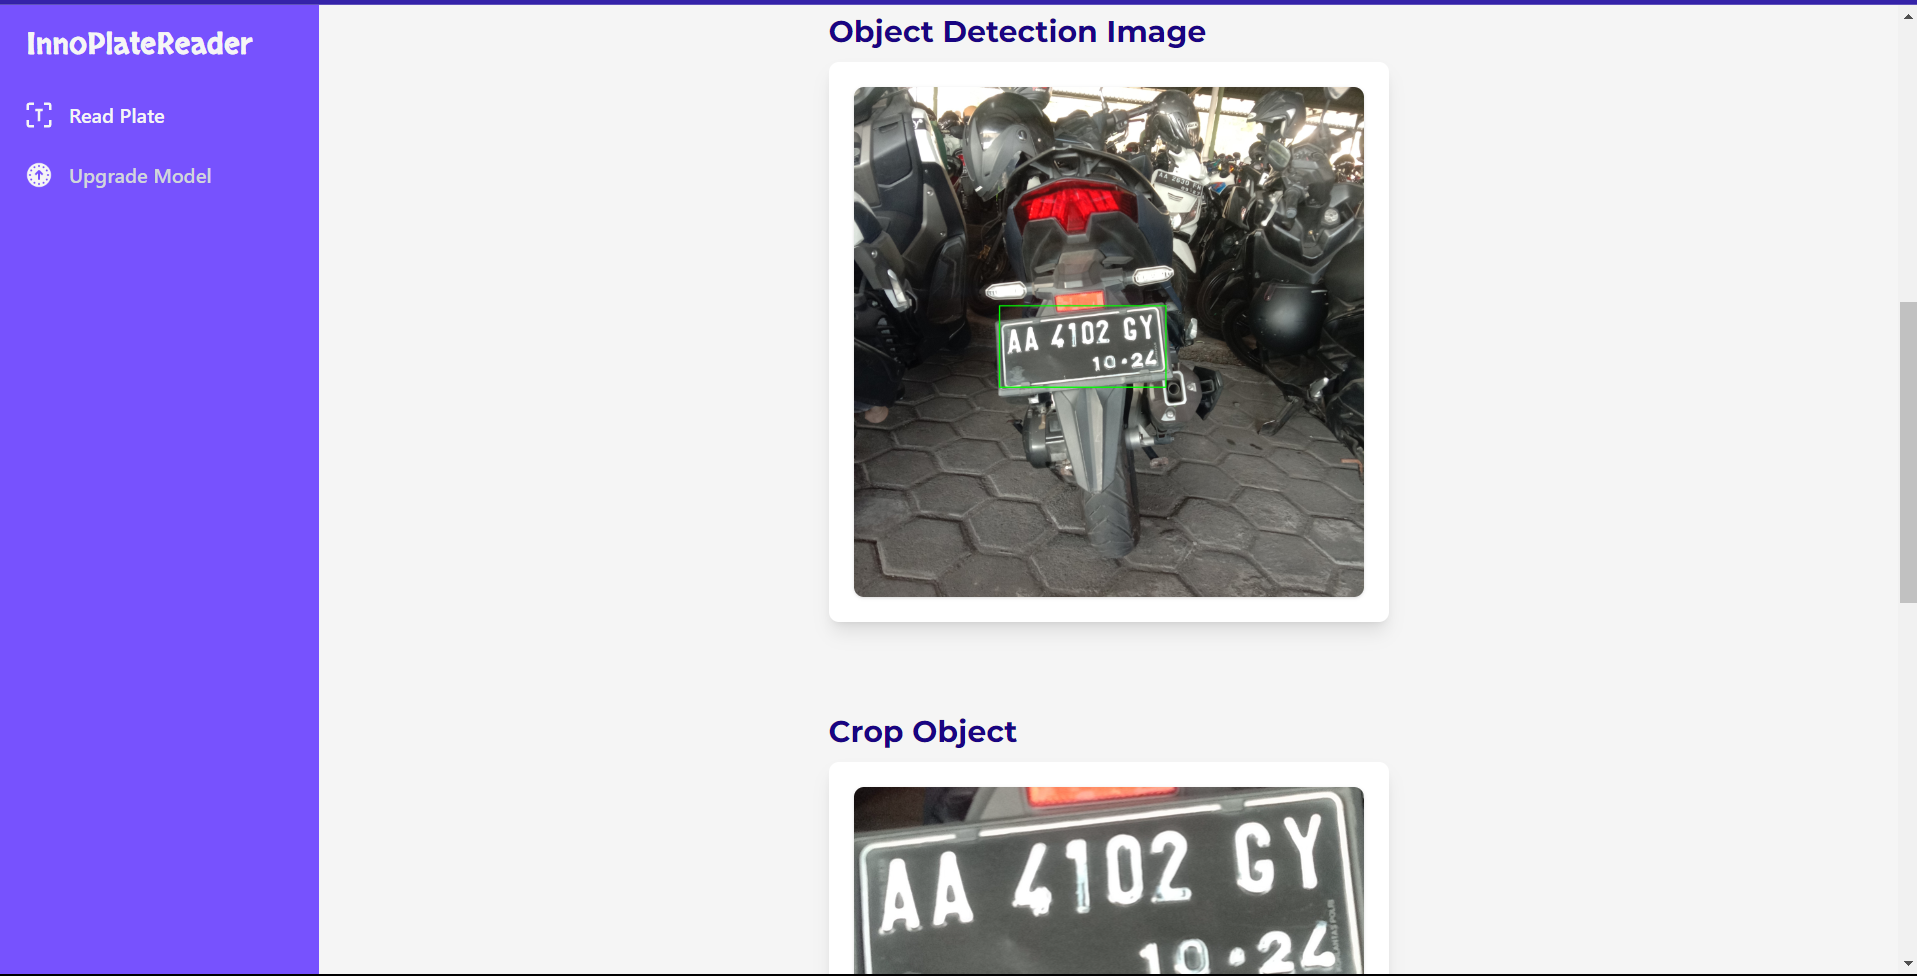 InnoPlateReader
Read Plate
Upgrade Model
Object Detection Image
AA 4102 GY
10·24
Crop Object
AA 4102 GY
10·24